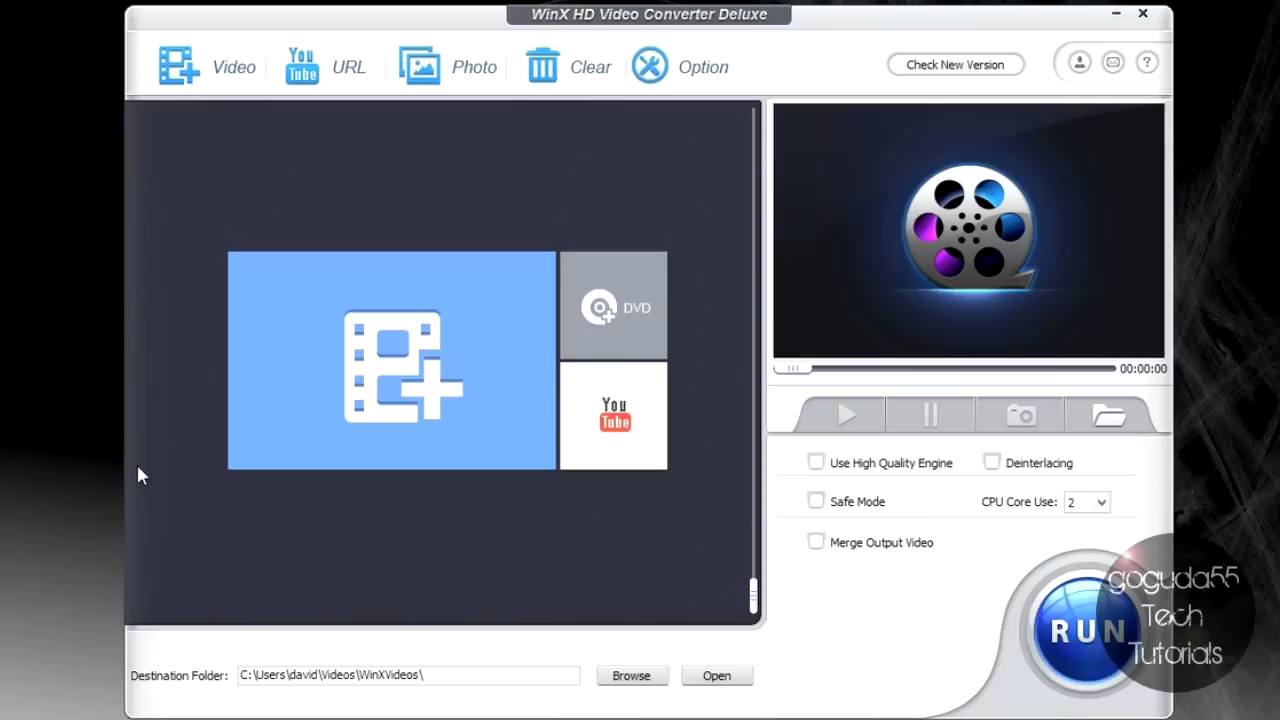 WinX HD Video Converter Deluxe
Video
You
Tube
URL
Photo
Clear
Option
Check New Version
?
DVD
You
Tube
00:00:00
Use High Quality Engine
Deinterlacing
Safe Mode
CPU Core Use: 2
Merge Output Video
RUN
goguda55
Tech
Tutorials
Destination Folder: C:\Users\david\Videos\WinXVideos\
Browse
Open